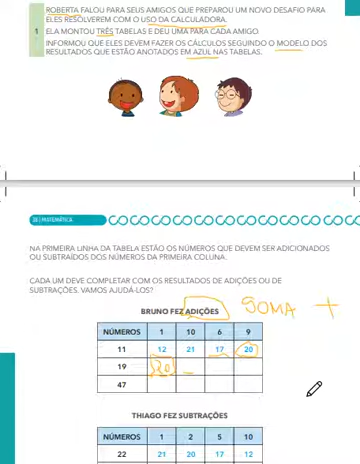 ROBERTA FALOU PARA SEUS AMIGOS QUE PREPAROU UM NOVO DESAFIO PARA
ELES RESOLVEREM COM O USO DA CALCULADORA.
1 ELA MONTOU TRÊS TABELAS E DEU UMA PARA CADA AMIGO.
INFORMOU QUE ELES DEVEM FAZER OS CÁLCULOS SEGUINDO O MODELO DOS
RESULTADOS QUE ESTÃO ANOTADOS EM AZUL NAS TABELAS.
MATEMÁTICA
NA PRIMEIRA LINHA DA TABELA ESTÃO OS NÚMEROS QUE DEVEM SER ADICIONADOS
OU SUBTRAÍDOS DOS NÚMEROS DA PRIMEIRA COLUNA.
CADA UM DEVE COMPLETAR COM OS RESULTADOS DE ADIÇÕES OU DE
SUBTRAÇÕES. VAMOS AJUDÁ-LOS?
BRUNO FEZ ADIÇÕES SOMA +
NÚMEROS 1 10 6 9
11 12 21 17 20
19 20
47
THIAGO FEZ SUBTRAÇÕES
NÚMEROS 1 2 5 10
22 21 20 17 12